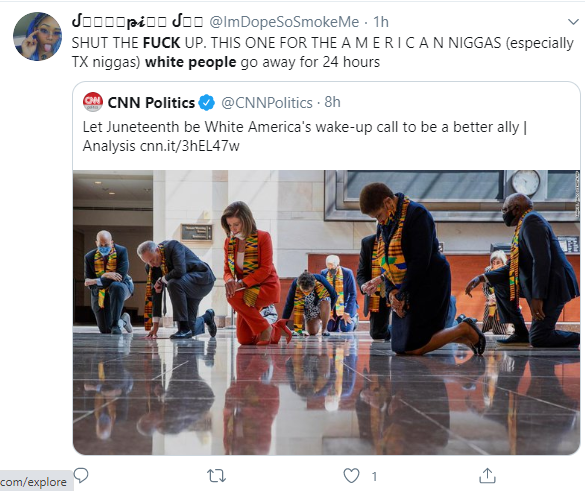 @ImDopeSoSmokeMe · 1h
SHUT THE FUCK UP. THIS ONE FOR THE A M E R I C A N NIGGAS (especially
TX niggas) white people go away for 24 hours
CNN
CNN Politics @CNNPolitics · 8h
Let Juneteenth be White America's wake-up call to be a better ally |
Analysis cnn.it/3hEL47w
1
com/explore